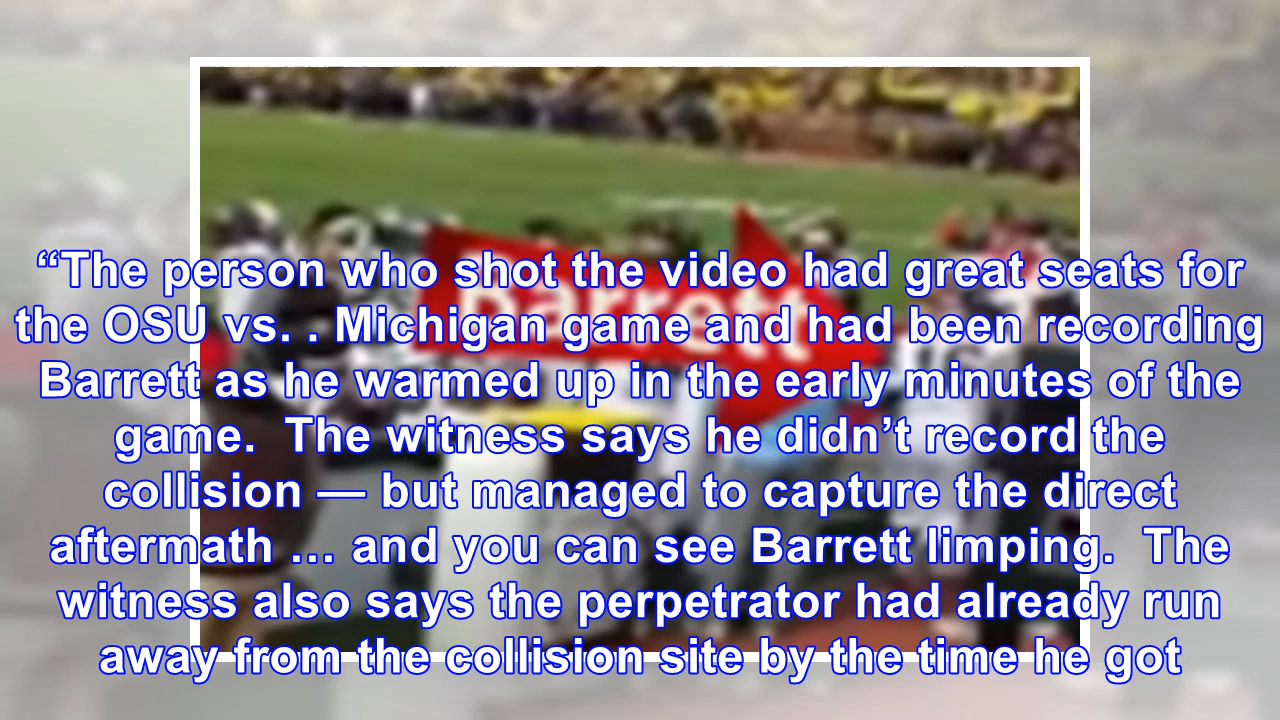 “The person who shot the video had great seats for
the OSU vs. . Michigan game and had been recording
Barrett as he warmed up in the early minutes of the
game.  The witness says he didn’t record the
collision — but managed to capture the direct
aftermath … and you can see Barrett limping.  The
witness also says the perpetrator had already run
away from the collision site by the time he got
barrett